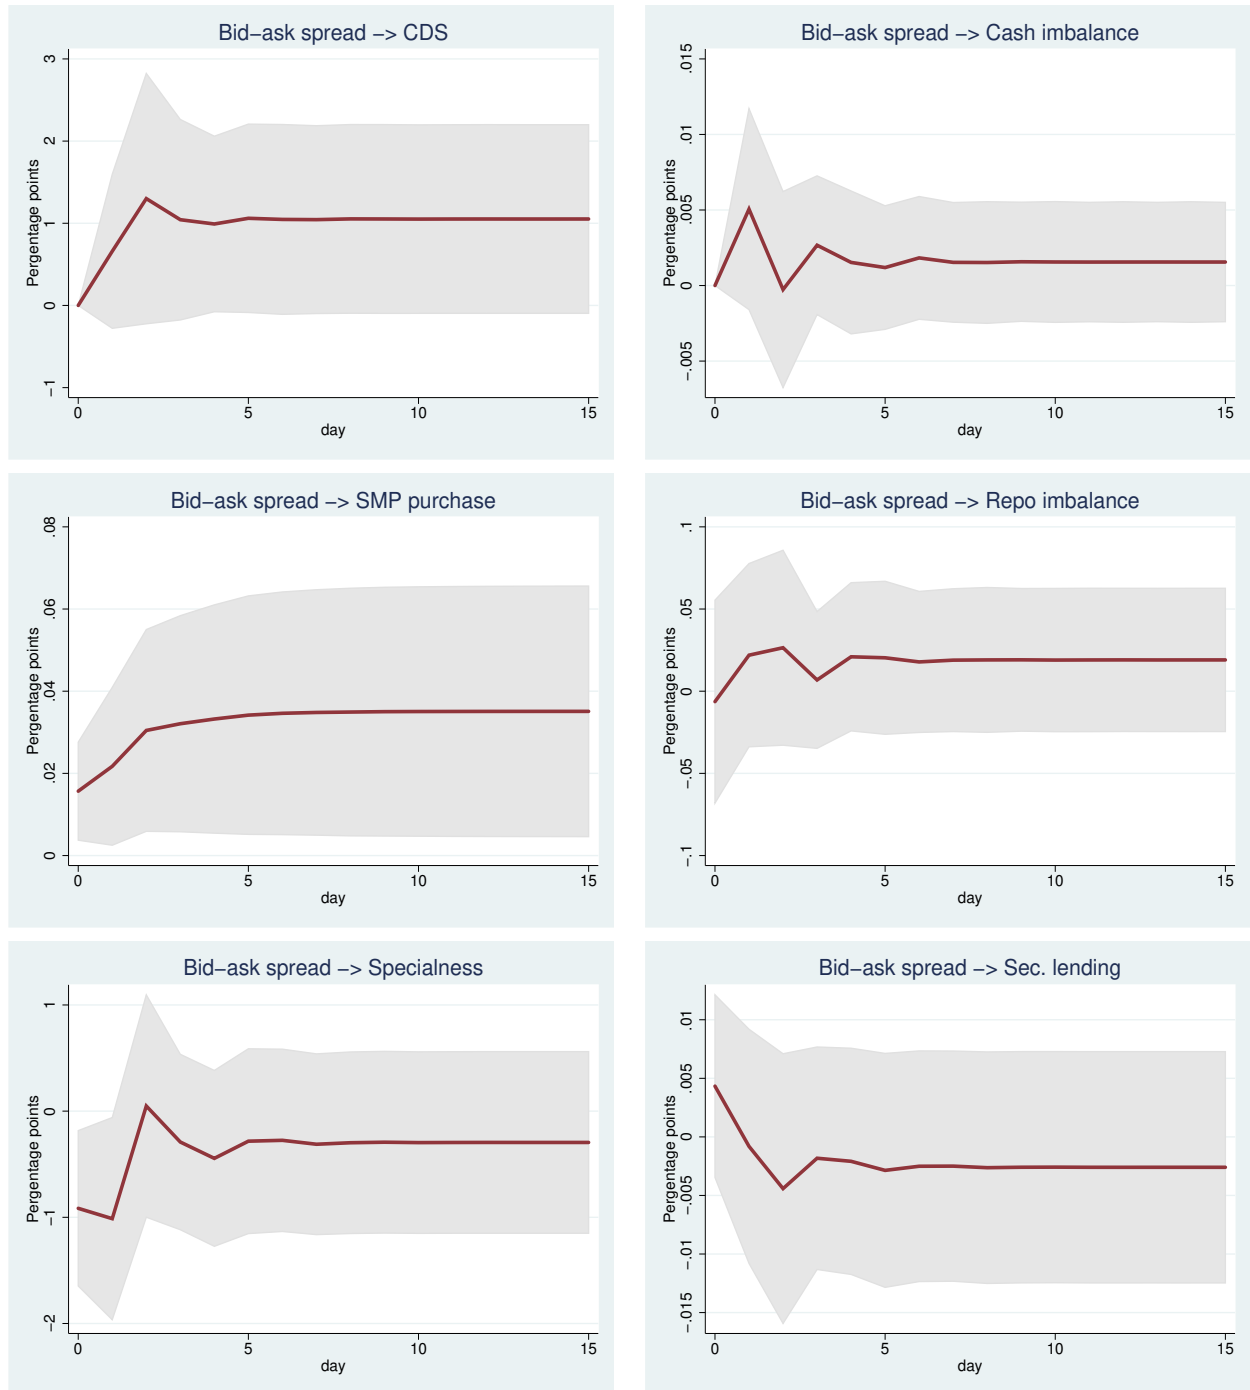 Bid−ask spread −> CDS
Pergentage points
3
2
1
0
−1
0 5 10 15
day
Bid−ask spread −> Cash imbalance
Pergentage points
.015
.01
.005
0
−.005
0 5 10 15
day
Bid−ask spread −> SMP purchase
Pergentage points
.08
.06
.04
.02
0
0 5 10 15
day
Bid−ask spread −> Repo imbalance
Pergentage points
.1
.05
0
−.05
−.1
0 5 10 15
day
Bid−ask spread −> Specialness
Pergentage points
1
0
−1
−2
0 5 10 15
day
Bid−ask spread −> Sec. lending
Pergentage points
.01
.005
0
−.005
−.01
−.015
0 5 10 15
day